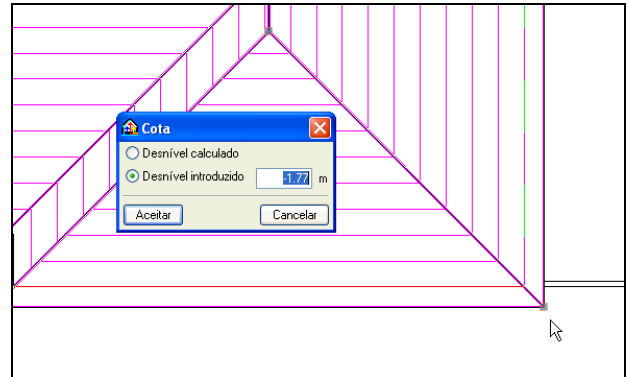 Cota
Desnível calculado
Desnível introduzido -1.77 m
Aceitar Cancelar